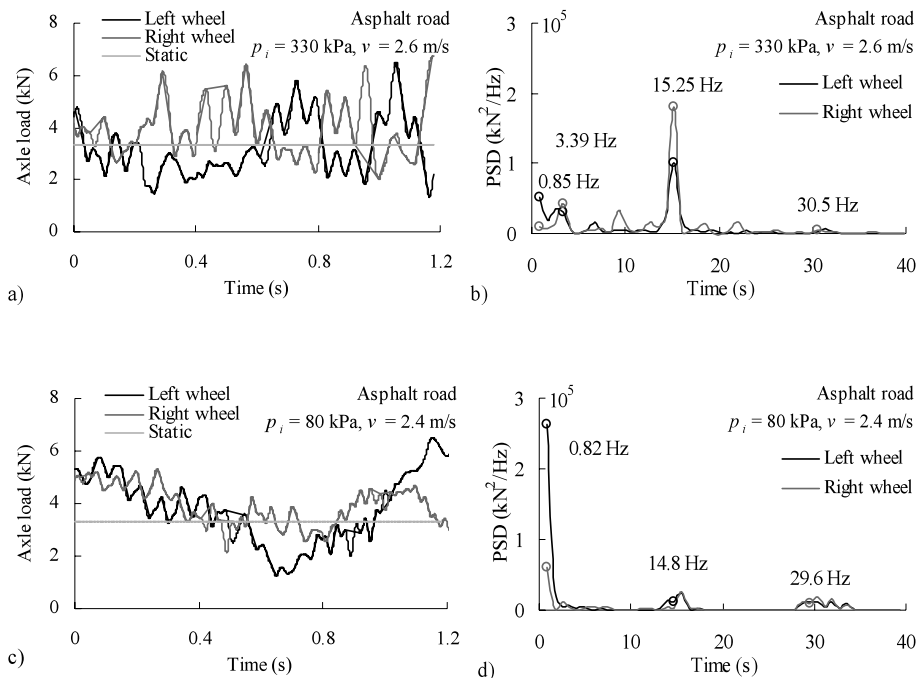 8
6
4
2
0
Axle load (kN)
Left wheel
Right wheel
Static
Asphalt road
p i = 330 kPa, v = 2.6 m/s
0
0.4
0.8
1.2
Time (s)
a)
3
10^5
2
1
0
PSD (kN^2/Hz)
Asphalt road
p i = 330 kPa, v = 2.6 m/s
Left wheel
Right wheel
15.25 Hz
3.39 Hz
0.85 Hz
30.5 Hz
0
10
20
30
40
Time (s)
b)
8
6
4
2
0
Axle load (kN)
Left wheel
Right wheel
Static
Asphalt road
p i = 80 kPa, v = 2.4 m/s
0
0.4
0.8
1.2
Time (s)
c)
3
10^5
2
1
0
PSD (kN^2/Hz)
Asphalt road
p i = 80 kPa, v = 2.4 m/s
Left wheel
Right wheel
0.82 Hz
14.8 Hz
29.6 Hz
0
10
20
30
40
Time (s)
d)